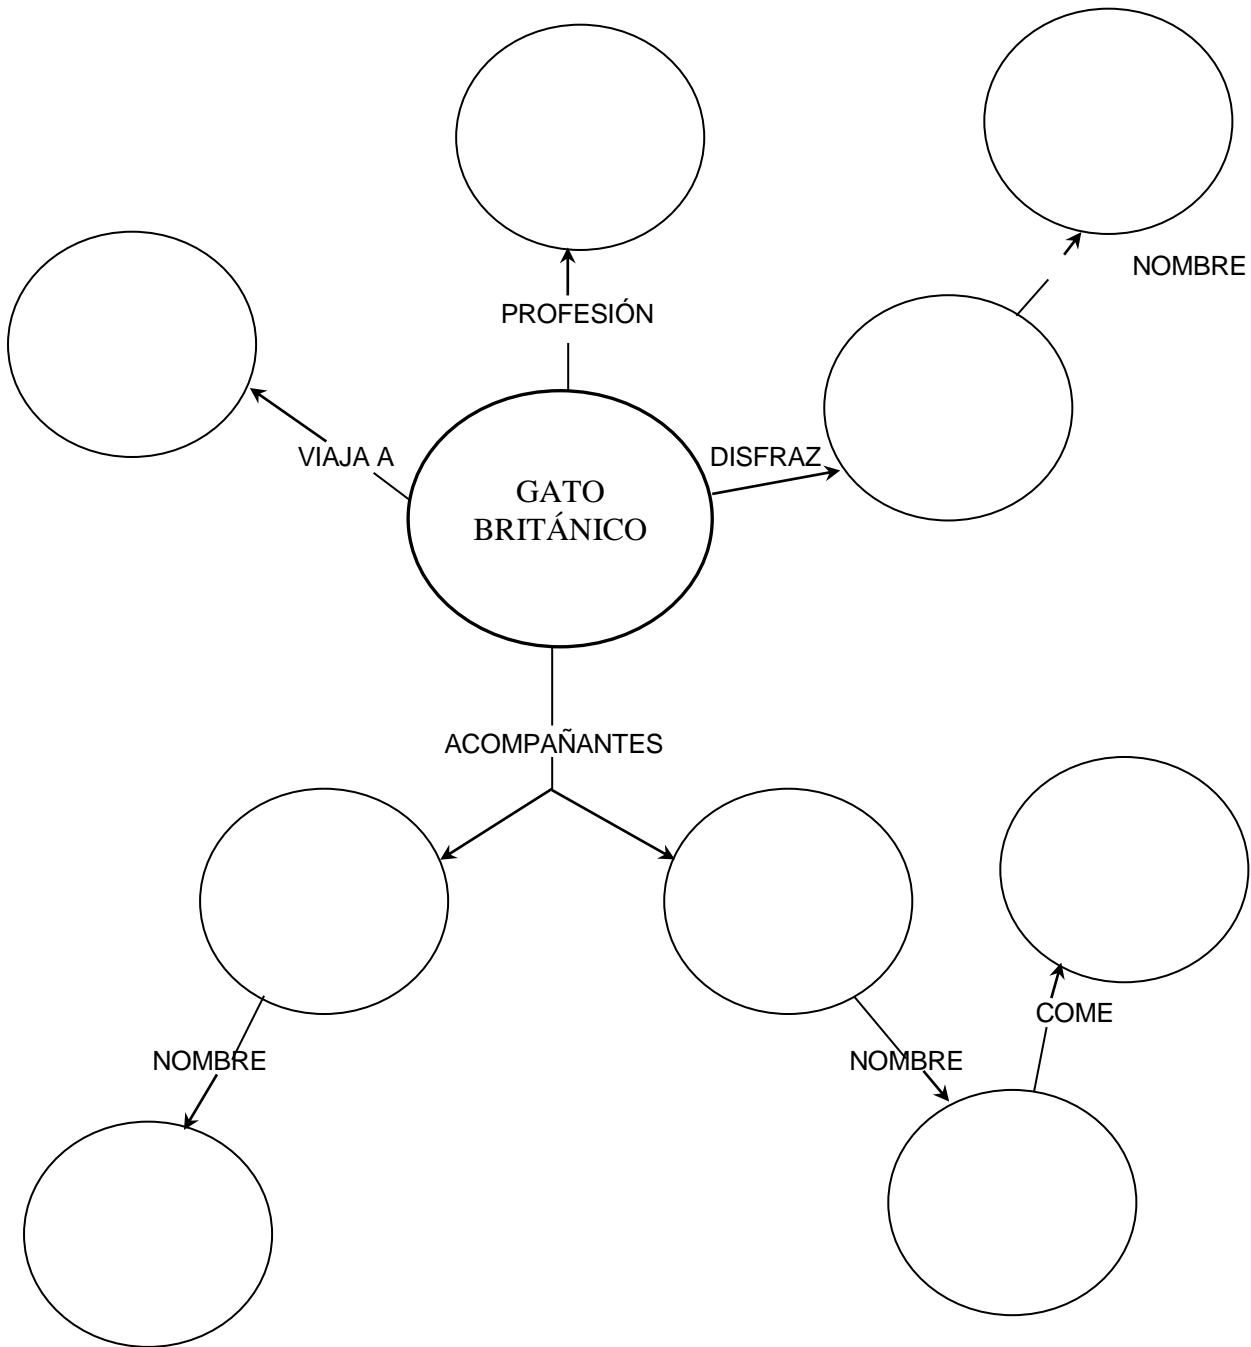 NOMBRE
PROFESIÓN
VIAJA A
DISFRAZ
GATO
BRITÁNICO
ACOMPAÑANTES
COME
NOMBRE
NOMBRE